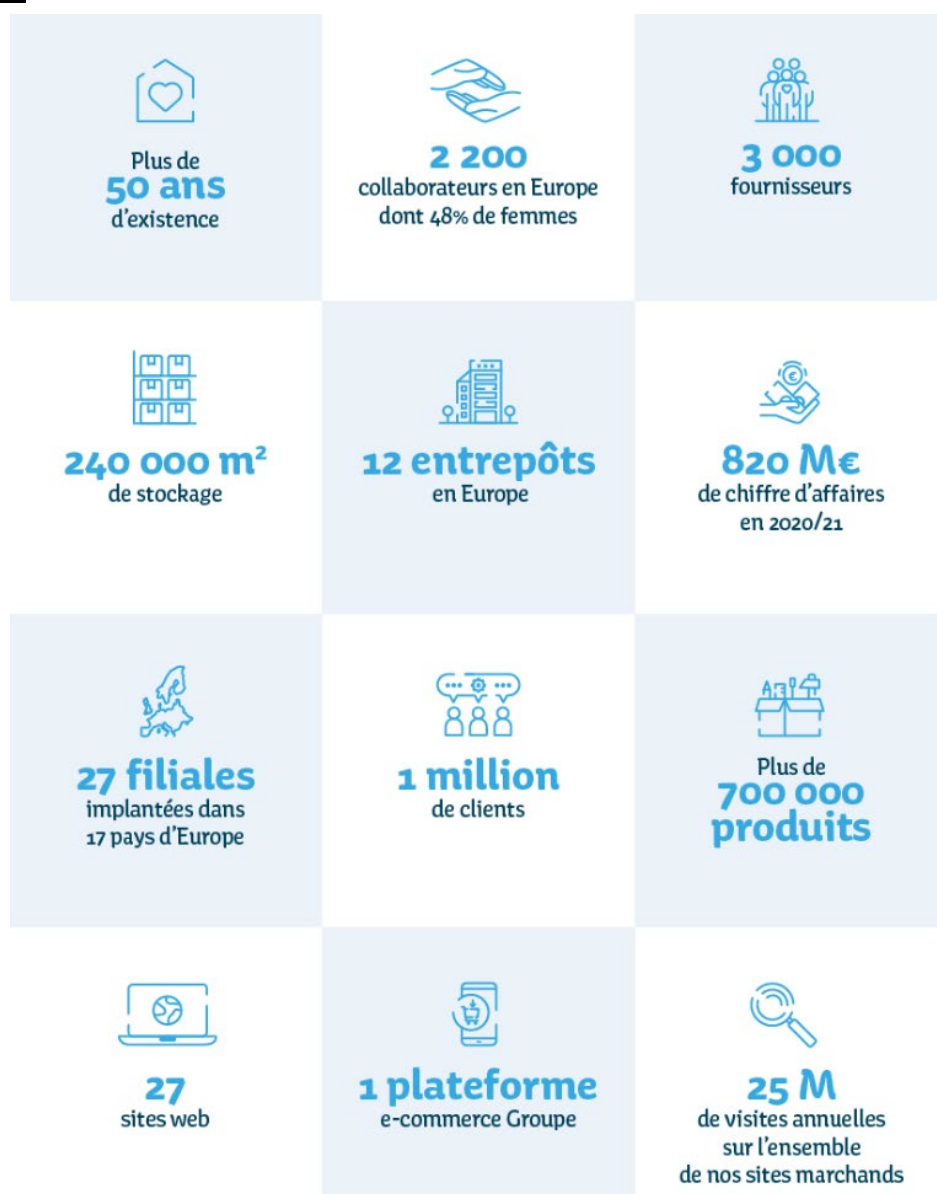 Plus de
50 ans
d'existence
2 200
collaborateurs en Europe
dont 48% de femmes
3 000
fournisseurs
240 000 m²
de stockage
12 entrepôts
en Europe
820 M€
de chiffre d'affaires
en 2020/21
27 filiales
implantées dans
17 pays d'Europe
1 million
de clients
Plus de
700 000
produits
27
sites web
1 plateforme
e-commerce Groupe
25 M
de visites annuelles
sur l'ensemble
de nos sites marchands